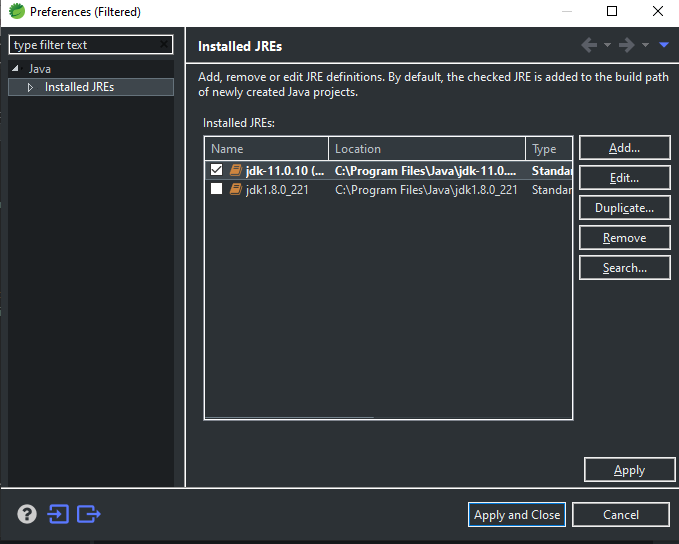 Preferences (Filtered)
type filter text
Java
Installed JREs
Installed JREs
Add, remove or edit JRE definitions. By default, the checked JRE is added to the build path
of newly created Java projects.
Installed JREs:
Name Location Type
jdk-11.0.10 (... C:\Program Files\Java\jdk-11.0.... Standar
jdk1.8.0_221 C:\Program Files\Java\jdk1.8.0_221 Standar
Add...
Edit...
Duplicate...
Remove
Search...
Apply
Apply and Close Cancel